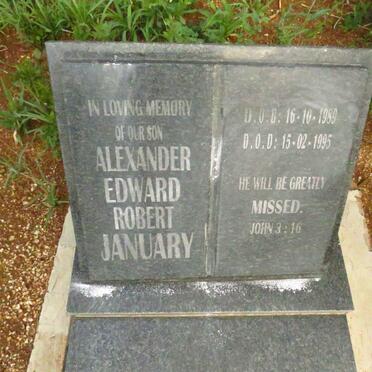 IN LOVING MEMORY
OF OUR SON
ALEXANDER
EDWARD
ROBERT
JANUARY
D.O.B: 16-10-1980
D.O.D: 15-02-1995
HE WILL BE GREATLY
MISSED.
JOHN 3:16